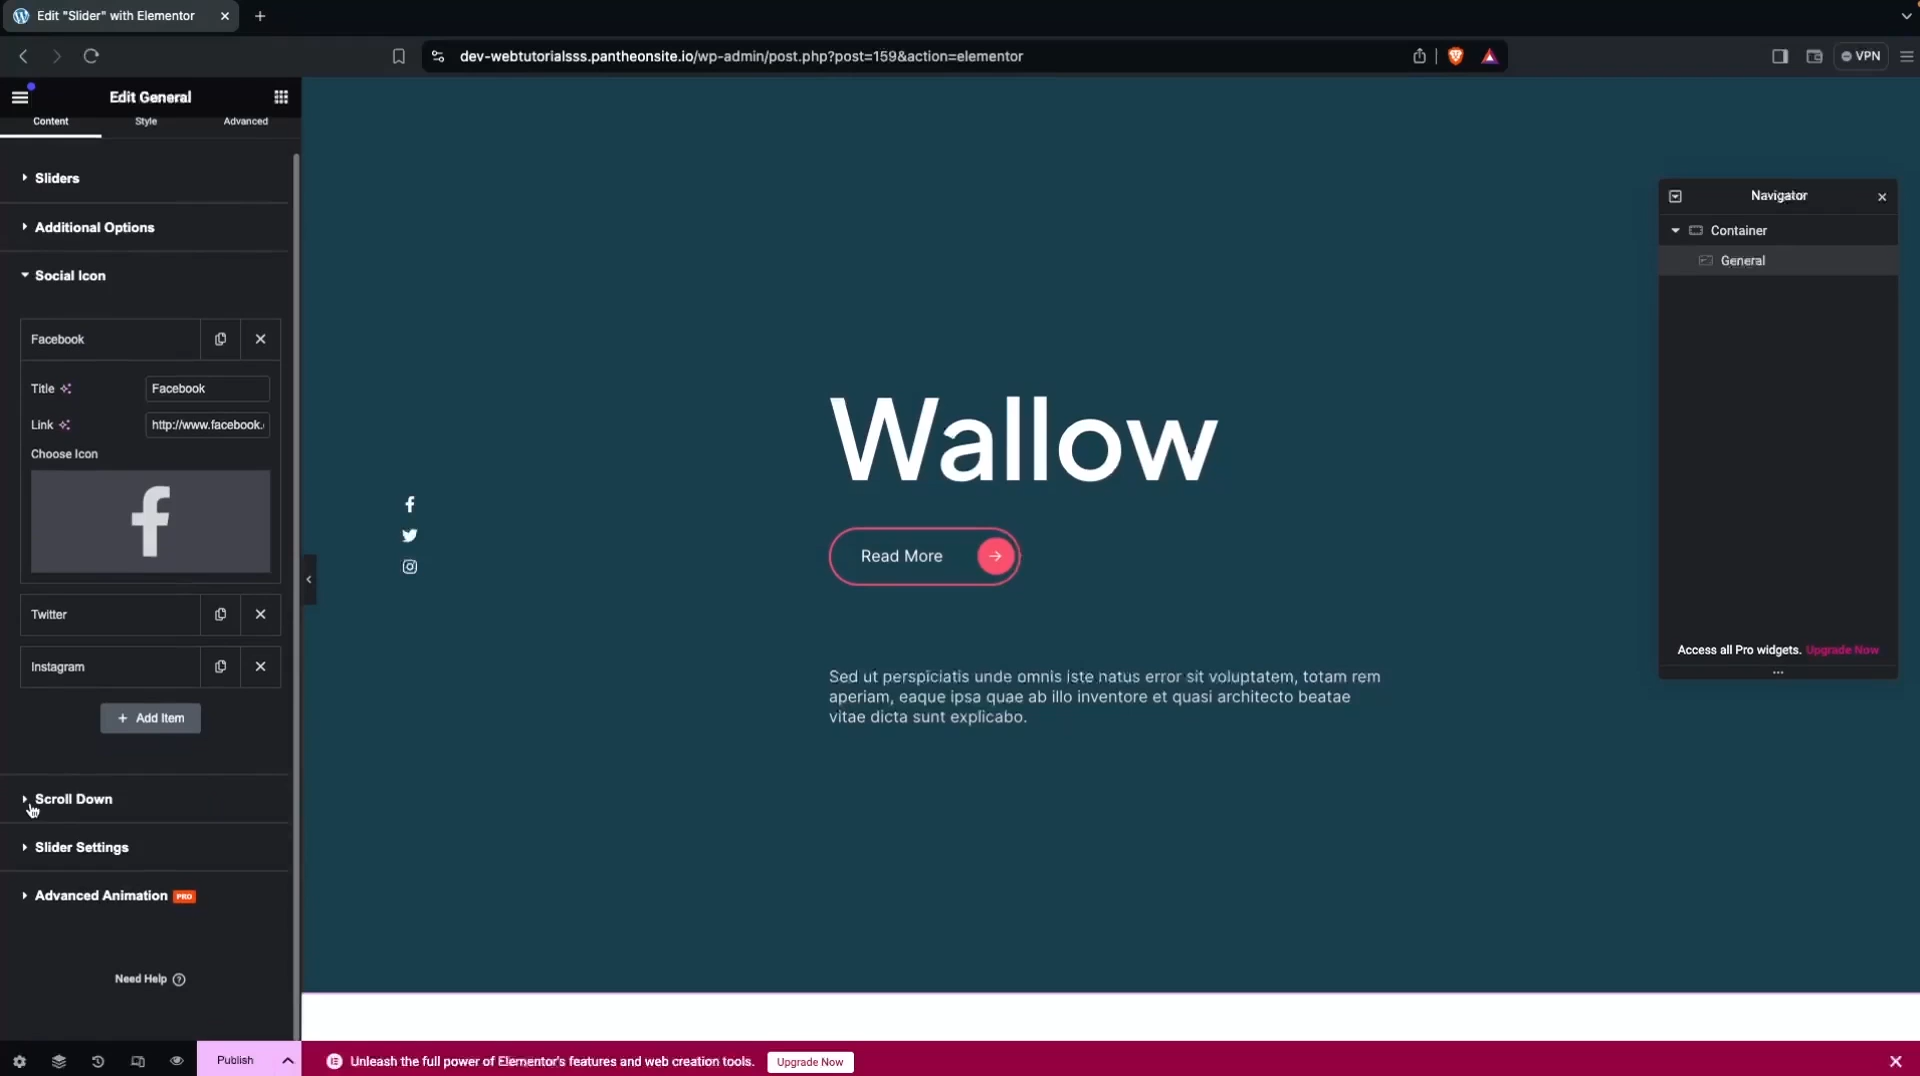 Edit "Slider" with Elementor
dev-webtutorialsss.pantheonsite.io/wp-admin/post.php?post=159&action=elementor
VPN
Edit General
Content
Style
Advanced
Sliders
Additional Options
Social Icon
Facebook
Title
Facebook
Link
http://www.facebook.
Choose Icon
Twitter
Instagram
+ Add Item
Scroll Down
Slider Settings
Advanced Animation PRO
Need Help
Publish
Wallow
Read More
Sed ut perspiciatis unde omnis iste natus error sit voluptatem, totam rem
aperiam, eaque ipsa quae ab illo inventore et quasi architecto beatae
vitae dicta sunt explicabo.
Navigator
Container
General
Access all Pro widgets. Upgrade Now
Unleash the full power of Elementor's features and web creation tools.
Upgrade Now